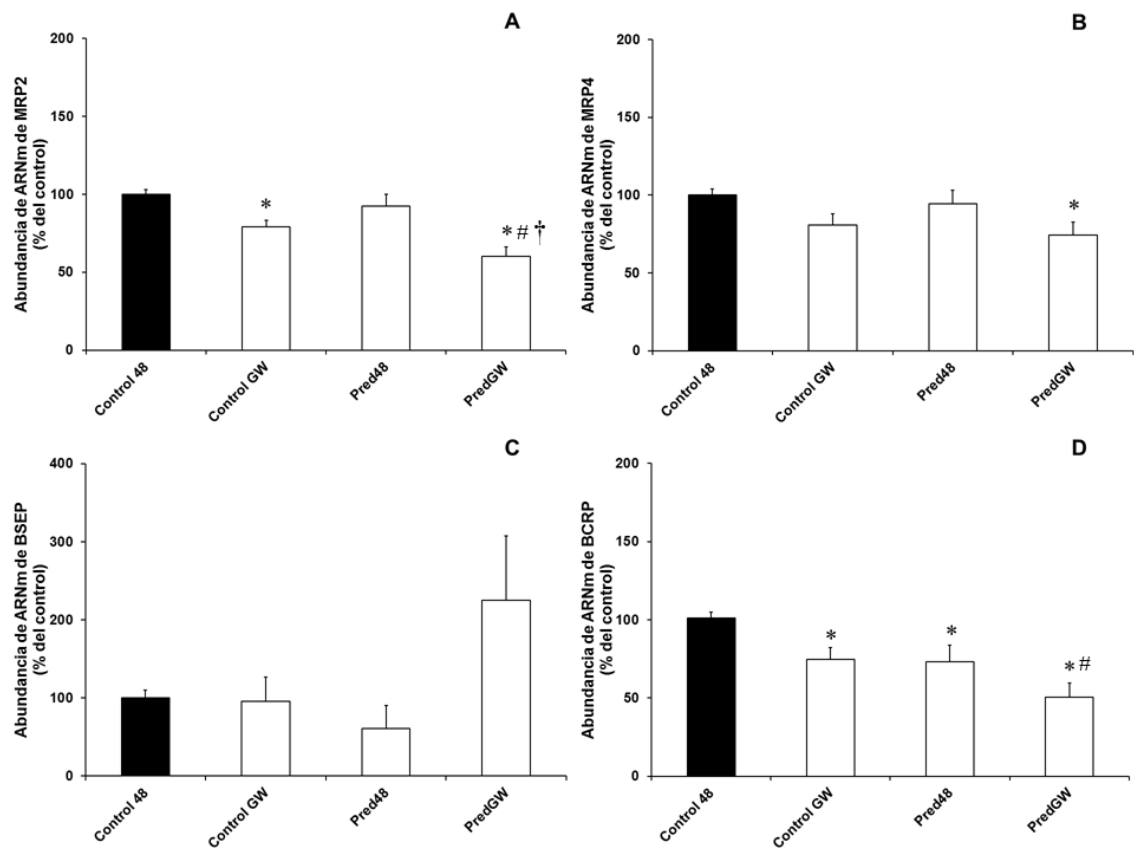 A
Abundancia de ARNm de MRP2
(% del control)
200
150
100
50
0
*
* # †
Control 48
Control GW
Pred48
PredGW
B
Abundancia de ARNm de MRP4
(% del control)
200
150
100
50
0
*
Control 48
Control GW
Pred48
PredGW
C
Abundancia de ARNm de BSEP
(% del control)
400
300
200
100
0
Control 48
Control GW
Pred48
PredGW
D
Abundancia de ARNm de BCRP
(% del control)
200
150
100
50
0
*
*
* #
Control 48
Control GW
Pred48
PredGW